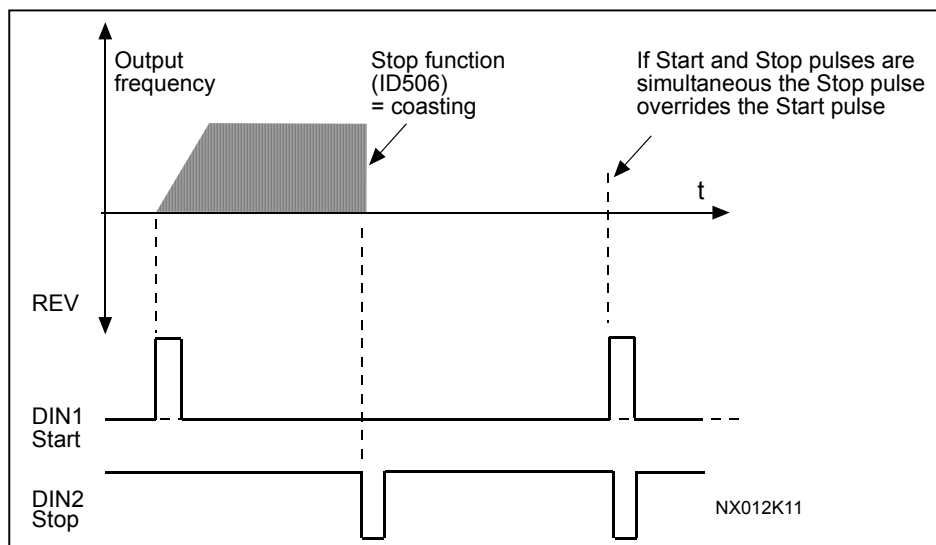 Output
frequency
Stop function
(ID506)
= coasting
If Start and Stop pulses are
simultaneous the Stop pulse
overrides the Start pulse
t
REV
DIN1
Start
DIN2
Stop
NX012K11